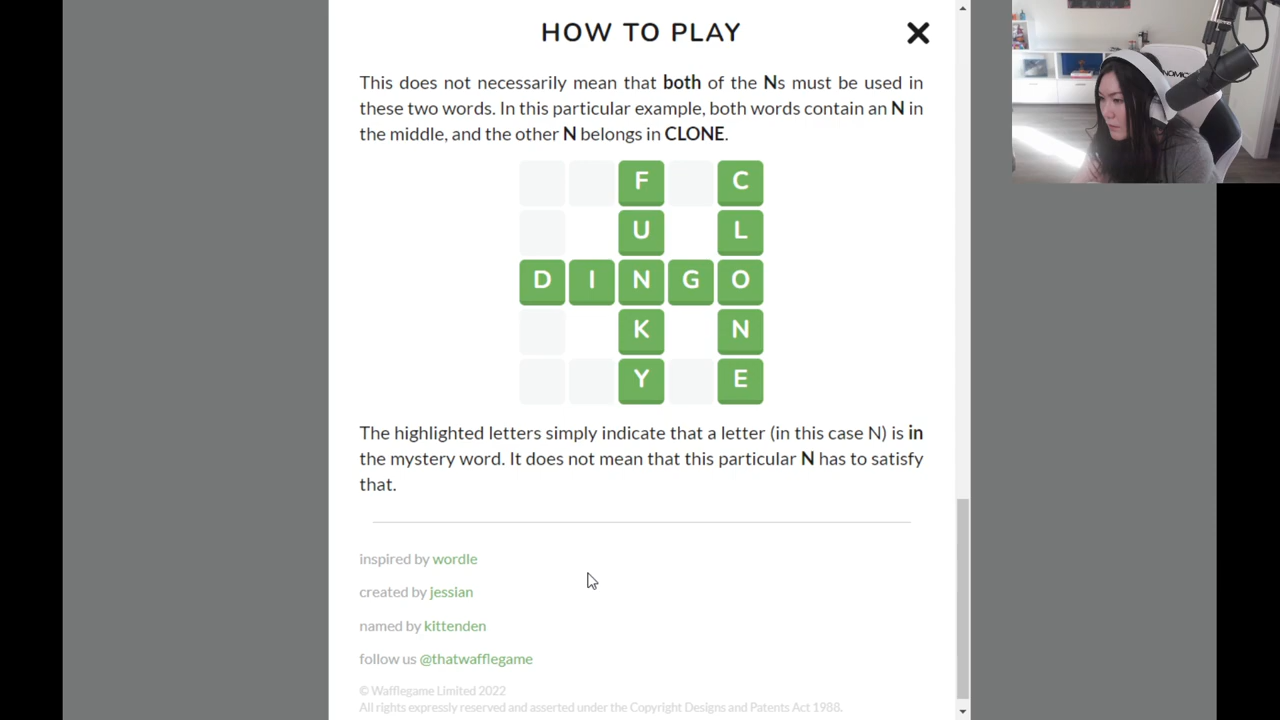 HOW TO PLAY
This does not necessarily mean that both of the Ns must be used in
these two words. In this particular example, both words contain an N in
the middle, and the other N belongs in CLONE.
F C
U L
D I N G O
K N
Y E
The highlighted letters simply indicate that a letter (in this case N) is in
the mystery word. It does not mean that this particular N has to satisfy
that.
inspired by wordle
created by jessian
named by kittenden
follow us @thatwafflegame
© Wafflegame Limited 2022
All rights expressly reserved and asserted under the Copyright Designs and Patents Act 1988.
NOMIC